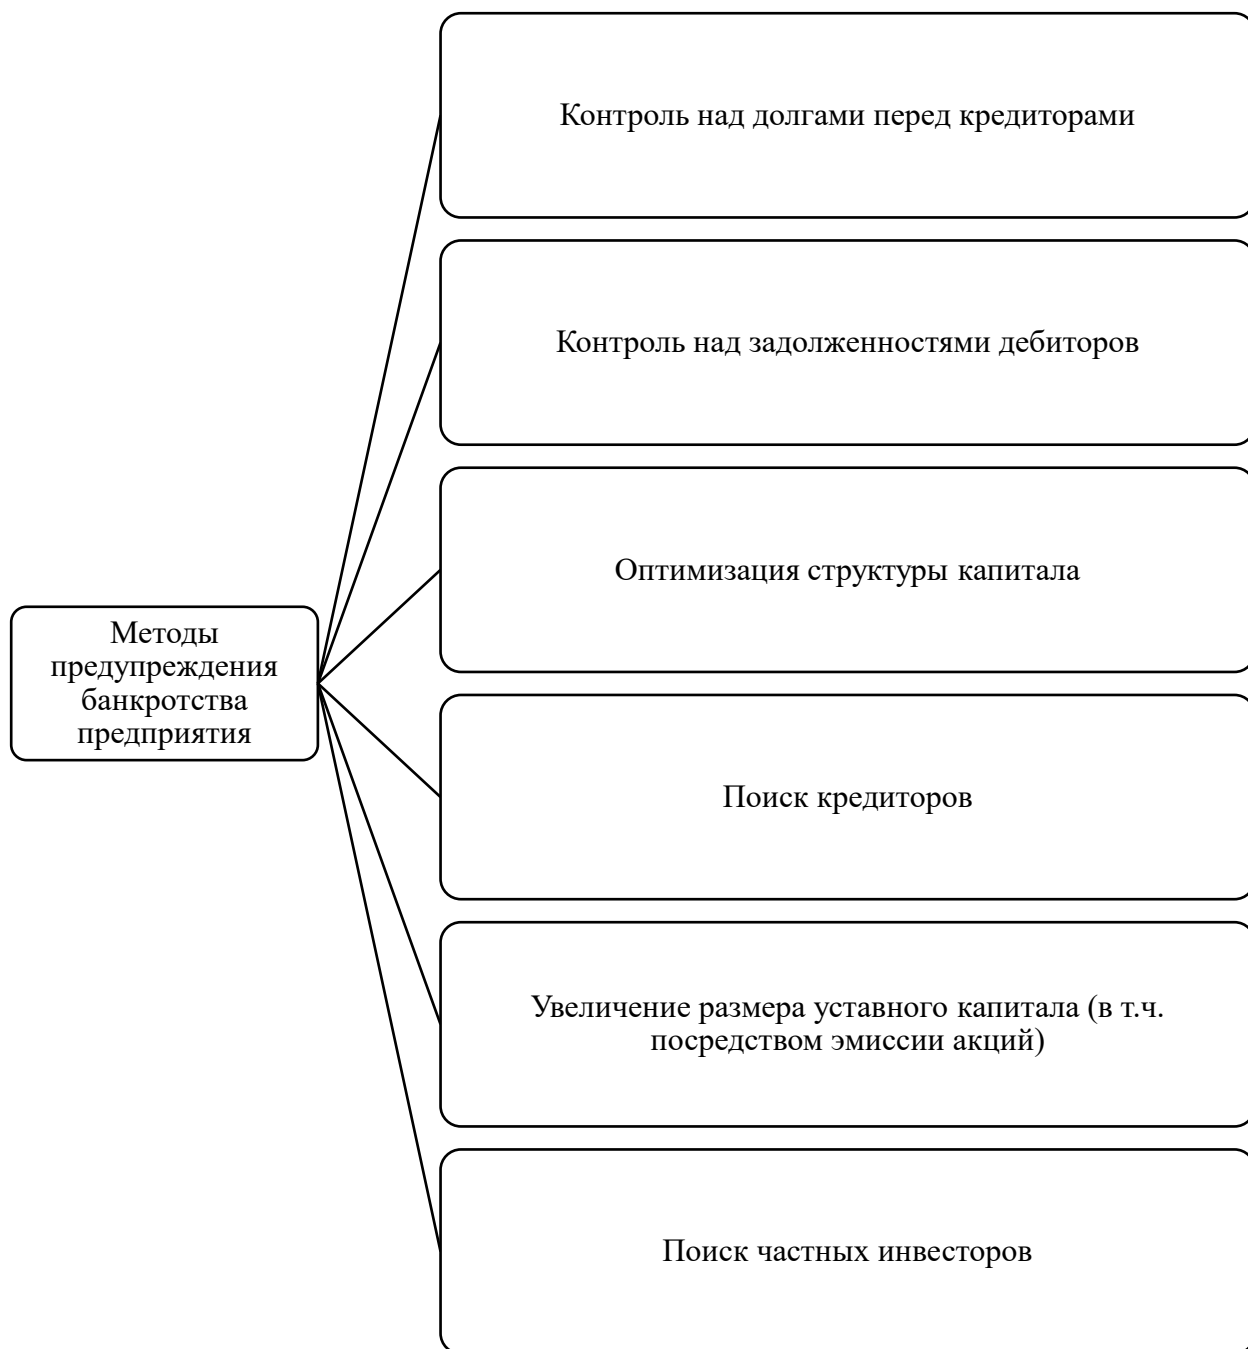 Контроль над долгами перед кредиторами
Контроль над задолженностями дебиторов
Оптимизация структуры капитала
Методы
предупреждения
банкротства
предприятия
Поиск кредиторов
Увеличение размера уставного капитала (в т.ч.
посредством эмиссии акций)
Поиск частных инвесторов